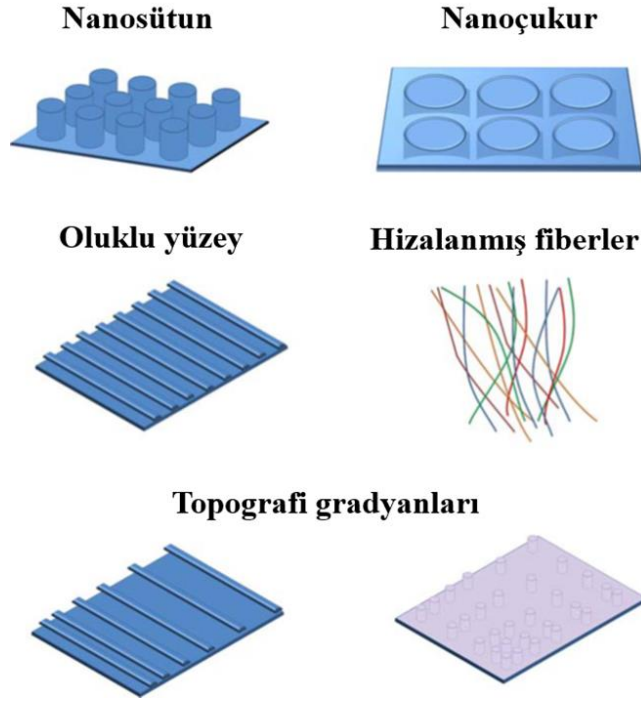 Nanosütun
Nanoçukur
Oluklu yüzey
Hizalanmış fiberler
Topografi gradyanları